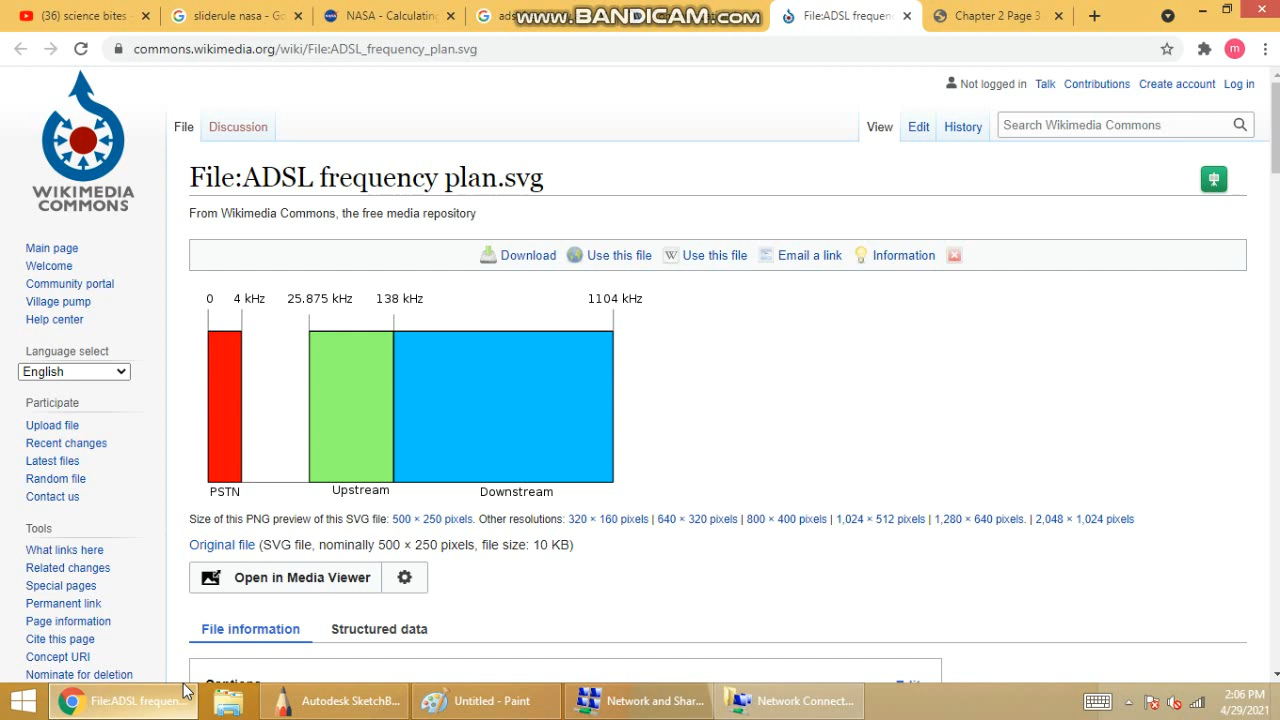 (36) science bites -
sliderule nasa - Go
NASA - Calculating
ads
www.BANDICAM.com
File:ADSL frequen
Chapter 2 Page 3
commons.wikimedia.org/wiki/File:ADSL_frequency_plan.svg
m
Not logged in Talk Contributions Create account Log in
File Discussion View Edit History Search Wikimedia Commons
WIKIMEDIA
COMMONS
File:ADSL frequency plan.svg
From Wikimedia Commons, the free media repository
Download Use this file W Use this file Email a link Information
0 4 kHz 25.875 kHz 138 kHz 1104 kHz
PSTN Upstream Downstream
Size of this PNG preview of this SVG file: 500 × 250 pixels. Other resolutions: 320 × 160 pixels | 640 × 320 pixels | 800 × 400 pixels | 1,024 × 512 pixels | 1,280 × 640 pixels. | 2,048 × 1,024 pixels
Original file (SVG file, nominally 500 × 250 pixels, file size: 10 KB)
Open in Media Viewer
File information Structured data
Main page
Welcome
Community portal
Village pump
Help center
Language select
English
Participate
Upload file
Recent changes
Latest files
Random file
Contact us
Tools
What links here
Related changes
Special pages
Permanent link
Page information
Cite this page
Concept URI
Nominate for deletion
File:ADSL frequen...
Autodesk SketchB...
Untitled - Paint
Network and Shar...
Network Connect...
2:06 PM
4/29/2021